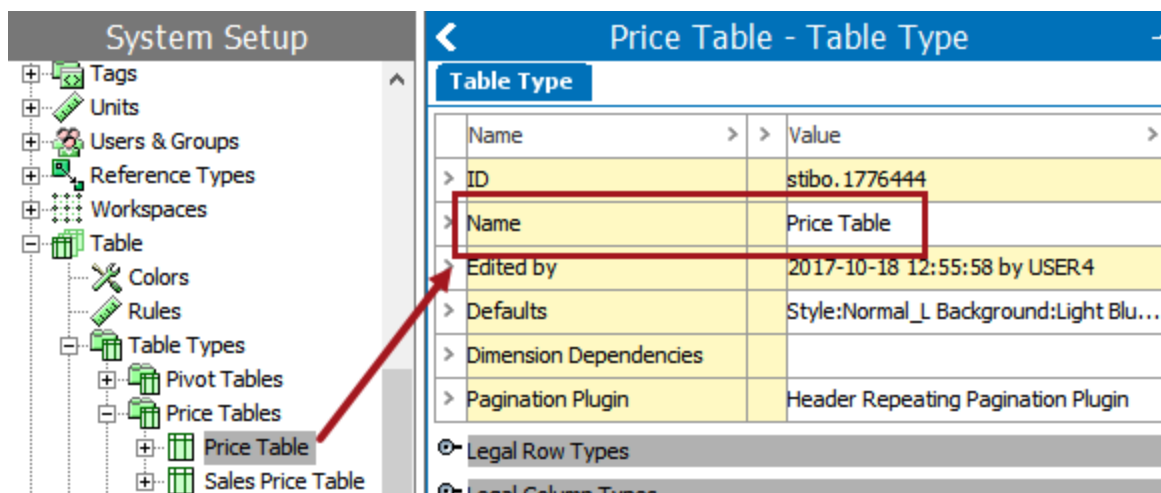 System Setup
Tags
Units
Users & Groups
Reference Types
Workspaces
Table
Colors
Rules
Table Types
Pivot Tables
Price Tables
Price Table
Sales Price Table
Price Table - Table Type
Table Type
Name > > Value >
> ID stibo.1776444
> Name Price Table
> Edited by 2017-10-18 12:55:58 by USER4
> Defaults Style:Normal_L Background:Light Blu...
> Dimension Dependencies
> Pagination Plugin Header Repeating Pagination Plugin
Legal Row Types
Legal Column Types